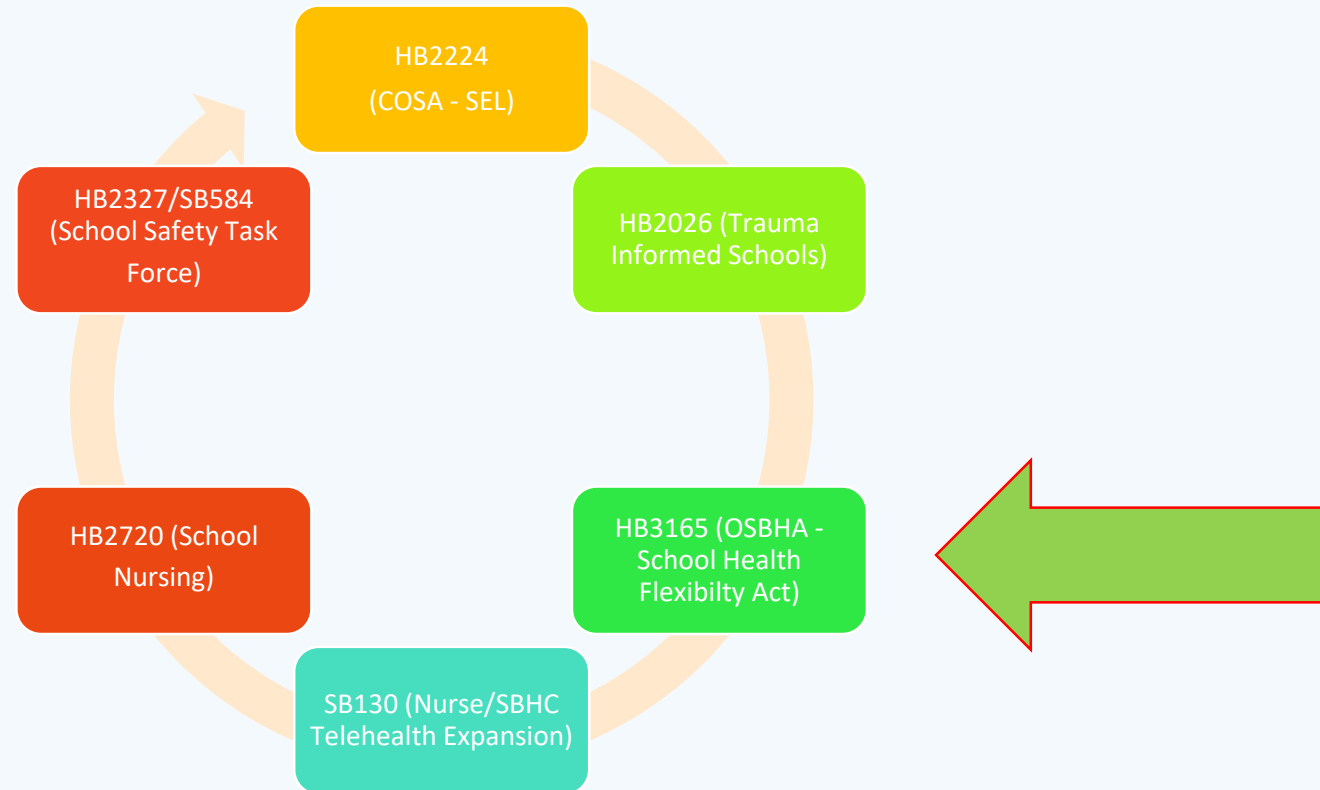 HB2224
(COSA - SEL)
HB2026 (Trauma
Informed Schools)
HB3165 (OSBHA -
School Health
Flexibilty Act)
SB130 (Nurse/SBHC
Telehealth Expansion)
HB2720 (School
Nursing)
HB2327/SB584
(School Safety Task
Force)